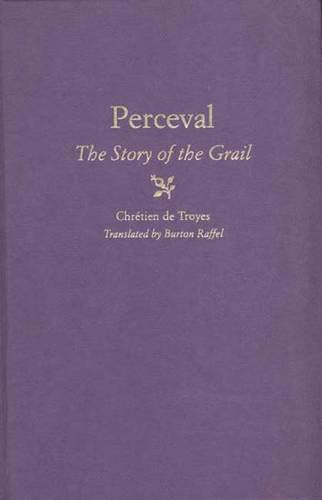 Perceval
The Story of the Grail
Chrétien de Troyes
Translated by Burton Raffel